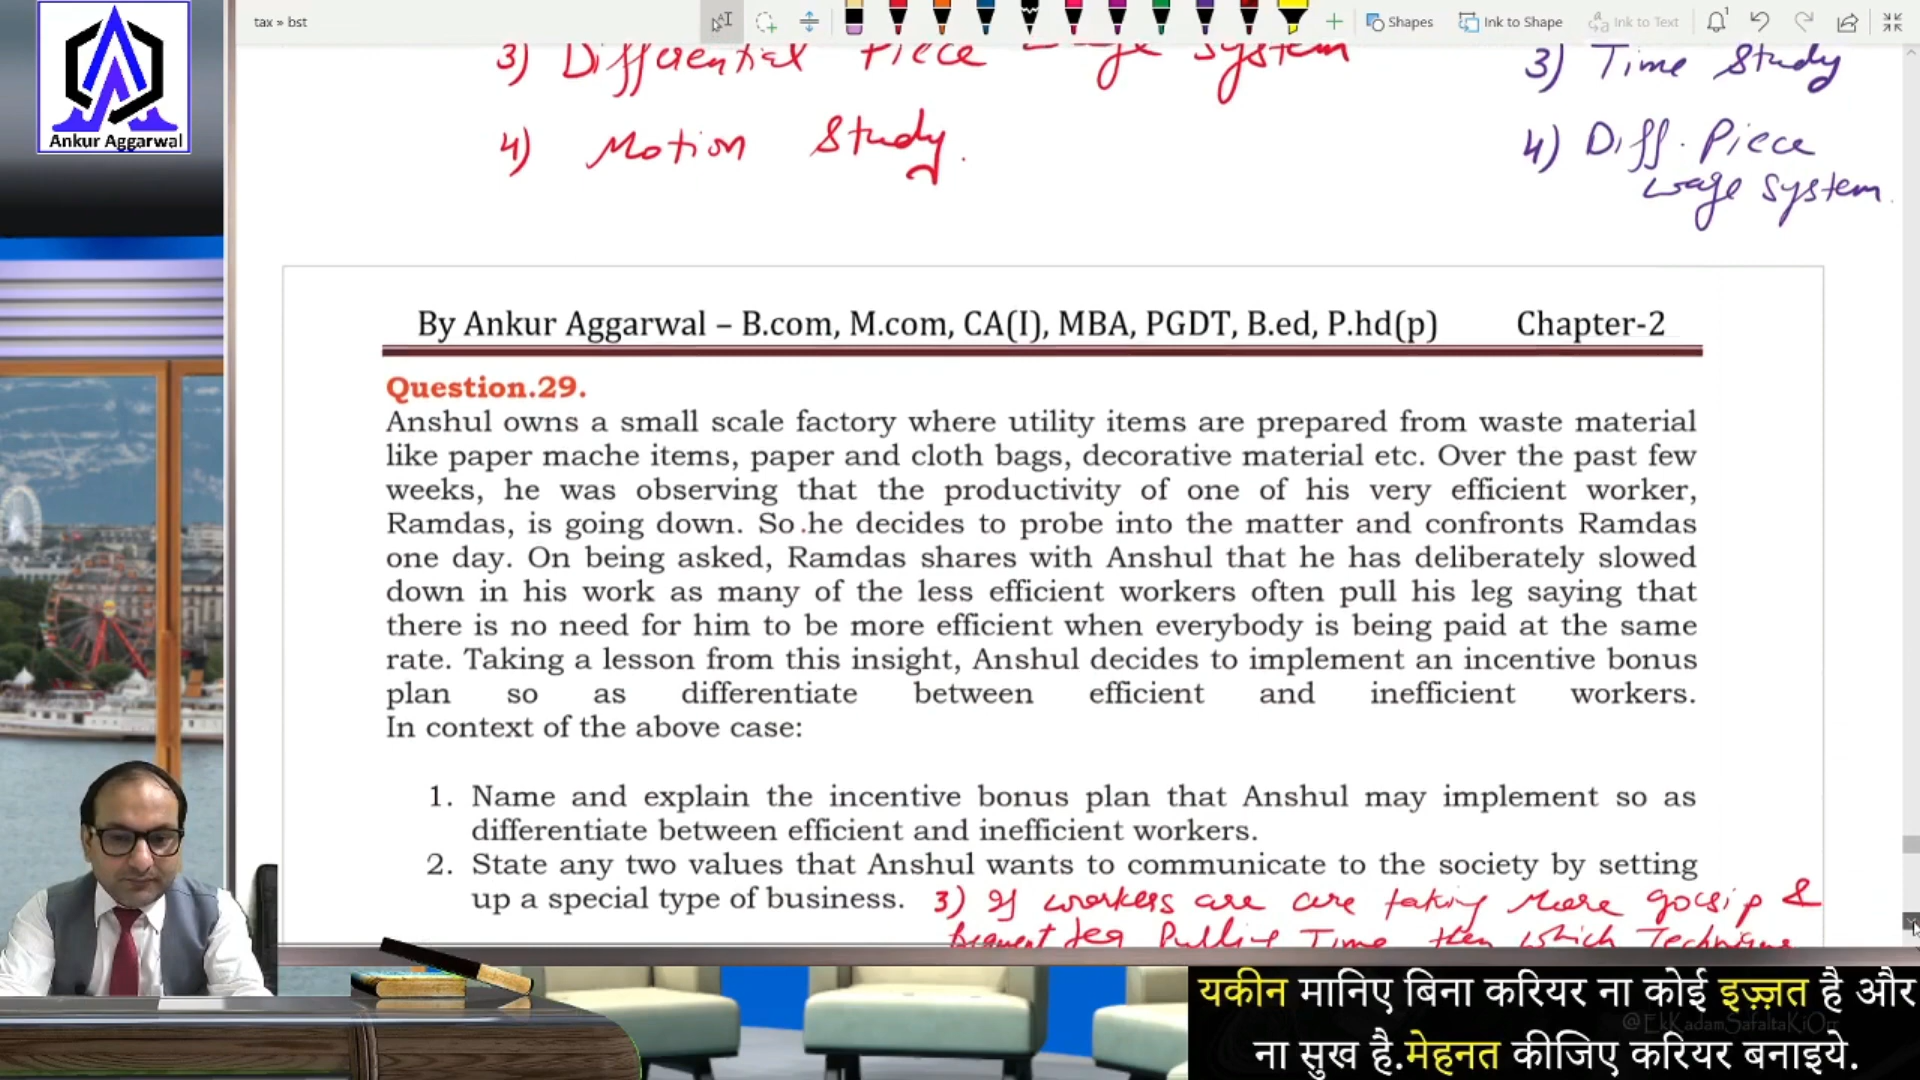 tax » bst
Shapes
Ink to Shape
Ink to Text
Ankur Aggarwal
3) Differential Piece Wage System
4) Motion Study.
3) Time Study
4) Diff. Piece
wage System.
By Ankur Aggarwal – B.com, M.com, CA(I), MBA, PGDT, B.ed, P.hd(p) Chapter-2
Question.29.
Anshul owns a small scale factory where utility items are prepared from waste material
like paper mache items, paper and cloth bags, decorative material etc. Over the past few
weeks, he was observing that the productivity of one of his very efficient worker,
Ramdas, is going down. So he decides to probe into the matter and confronts Ramdas
one day. On being asked, Ramdas shares with Anshul that he has deliberately slowed
down in his work as many of the less efficient workers often pull his leg saying that
there is no need for him to be more efficient when everybody is being paid at the same
rate. Taking a lesson from this insight, Anshul decides to implement an incentive bonus
plan so as differentiate between efficient and inefficient workers.
In context of the above case:
1. Name and explain the incentive bonus plan that Anshul may implement so as
differentiate between efficient and inefficient workers.
2. State any two values that Anshul wants to communicate to the society by setting
up a special type of business.
3) If workers are are taking more gocsip &
frequent leg Pulling Time then which Technique
यकीन मानिए बिना करियर ना कोई इज़्ज़त है और
@EkKadamSafaltaKiOrr
ना सुख है.मेहनत कीजिए करियर बनाइये.